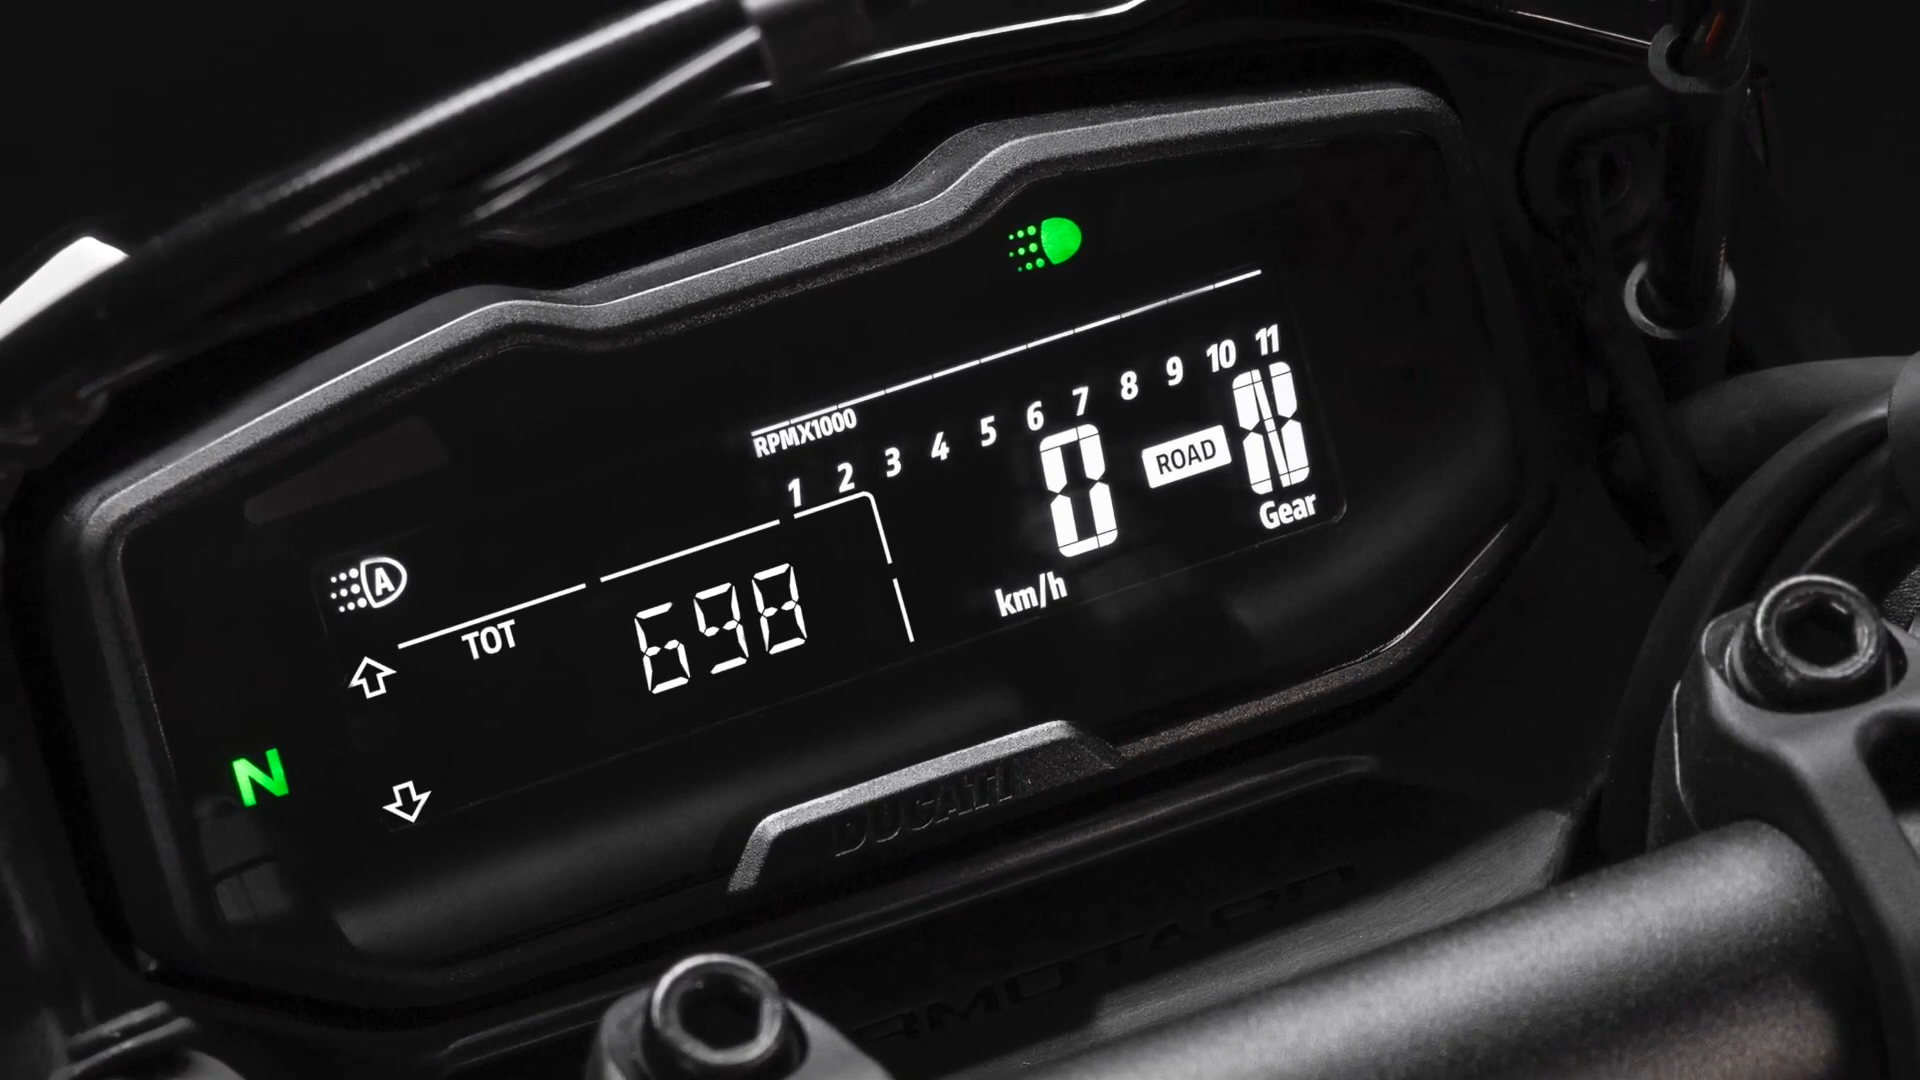 RPMX1000
1 2 3 4 5 6 7 8 9 10 11
A
TOT 698
0 km/h
ROAD
N
Gear
N
DUCATI